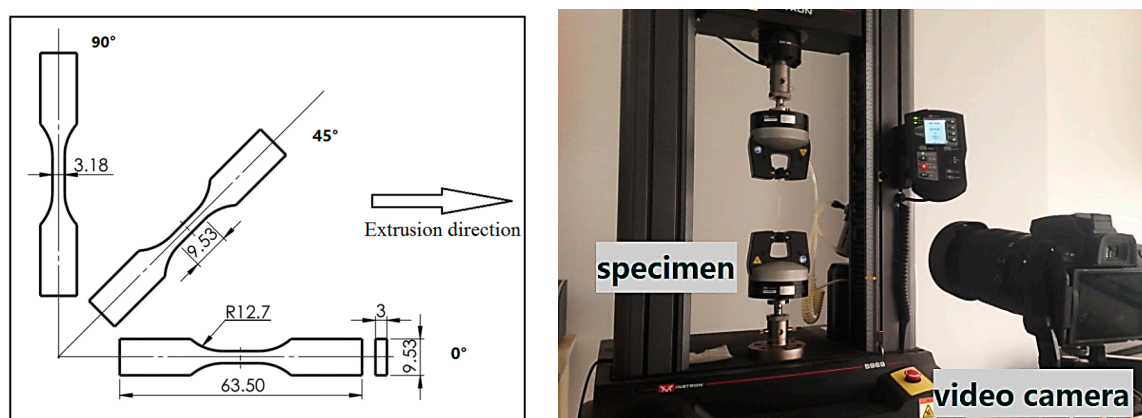 90°
45°
3.18
9.53
Extrusion direction
R12.7
3
9.53
0°
63.50
specimen
INSTRON
5969
video camera